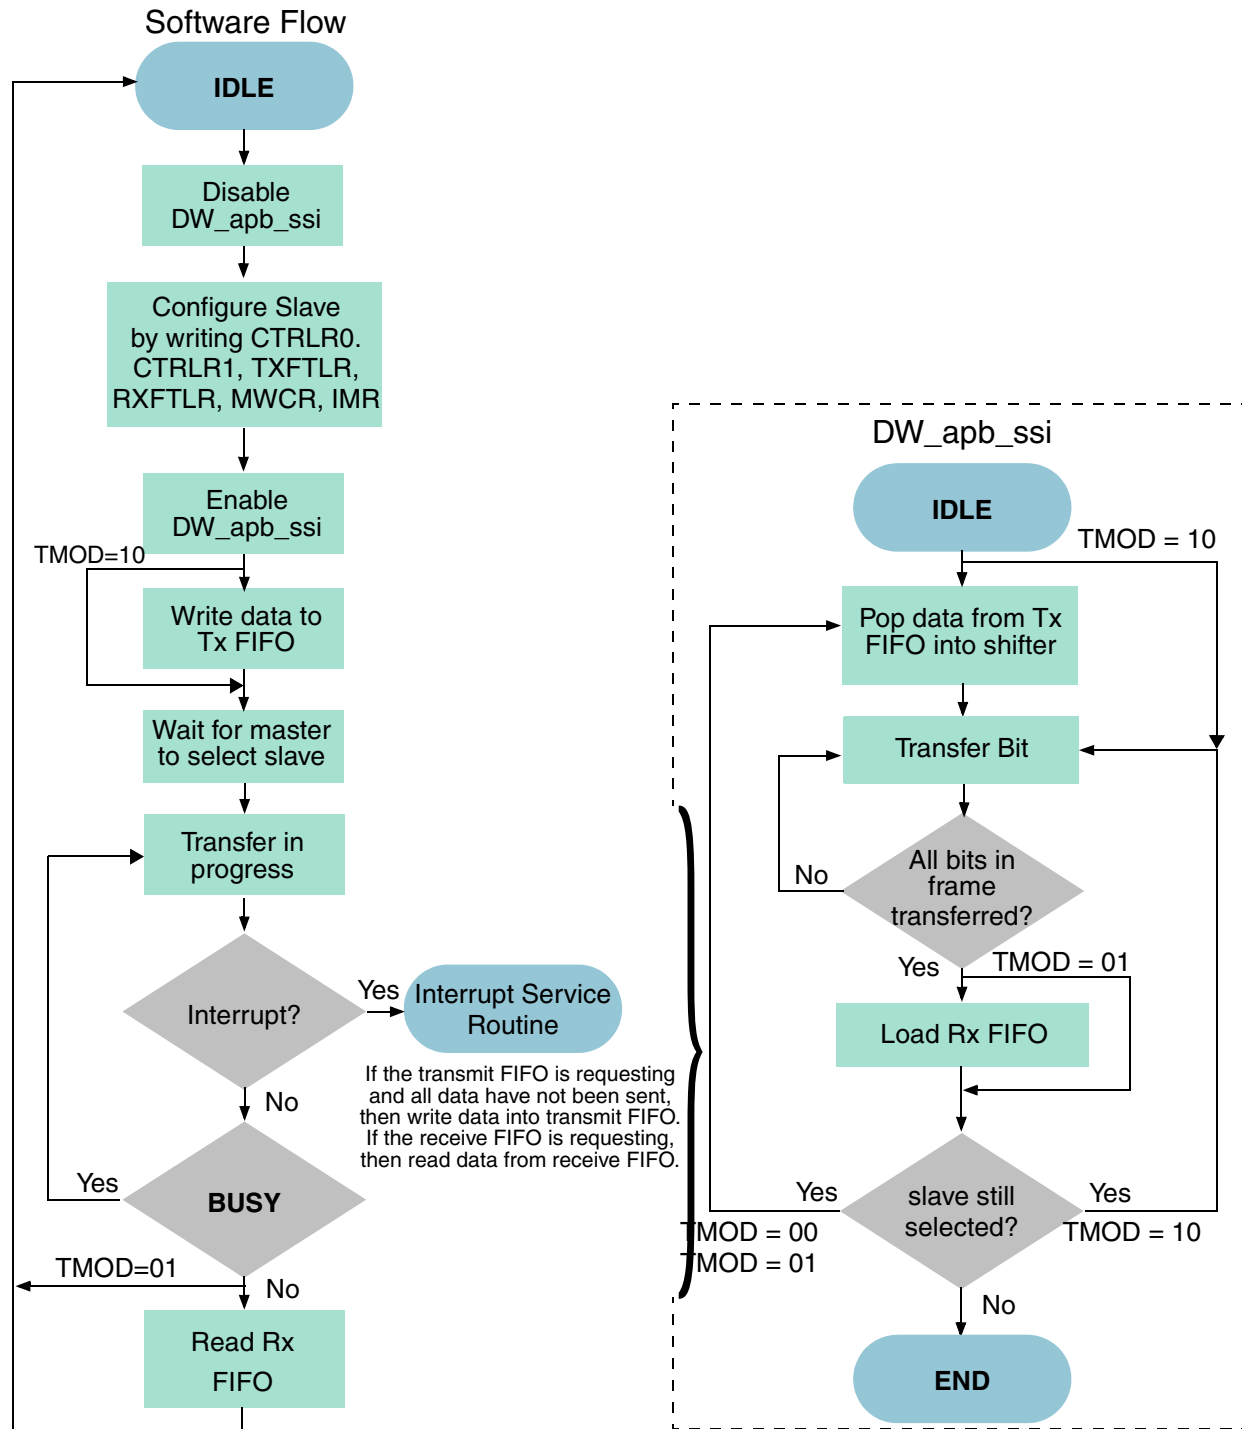 Software Flow
IDLE
Disable
DW_apb_ssi
Configure Slave
by writing CTRLR0.
CTRLR1, TXFTLR,
RXFTLR, MWCR, IMR
Enable
DW_apb_ssi
TMOD=10
Write data to
Tx FIFO
Wait for master
to select slave
Transfer in
progress
Interrupt?
Yes
Interrupt Service
Routine
If the transmit FIFO is requesting
and all data have not been sent,
then write data into transmit FIFO.
If the receive FIFO is requesting,
then read data from receive FIFO.
No
Yes
BUSY
TMOD=01
No
Read Rx
FIFO
DW_apb_ssi
IDLE
TMOD = 10
Pop data from Tx
FIFO into shifter
Transfer Bit
No
All bits in
frame
transferred?
Yes
TMOD = 01
Load Rx FIFO
Yes
slave still
selected?
Yes
TMOD = 00
TMOD = 01
TMOD = 10
No
END